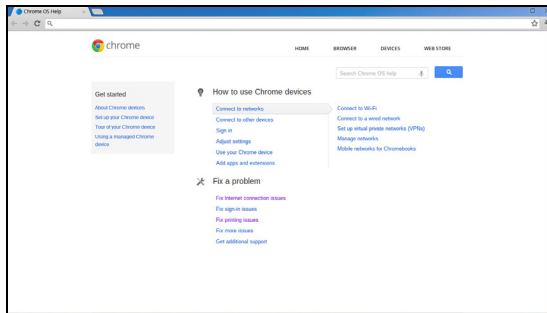 Chrome OS Help
chrome
HOME BROWSER DEVICES WEB STORE
Search Chrome OS help
Get started
About Chrome devices
Set up your Chrome device
Tour of your Chrome device
Using a managed Chrome
device
How to use Chrome devices
Connect to networks
Connect to other devices
Sign in
Adjust settings
Use your Chrome device
Add apps and extensions
Connect to Wi-Fi
Connect to a wired network
Set up virtual private networks (VPNs)
Manage networks
Mobile networks for Chromebooks
Fix a problem
Fix Internet connection issues
Fix sign-in issues
Fix printing issues
Fix more issues
Get additional support